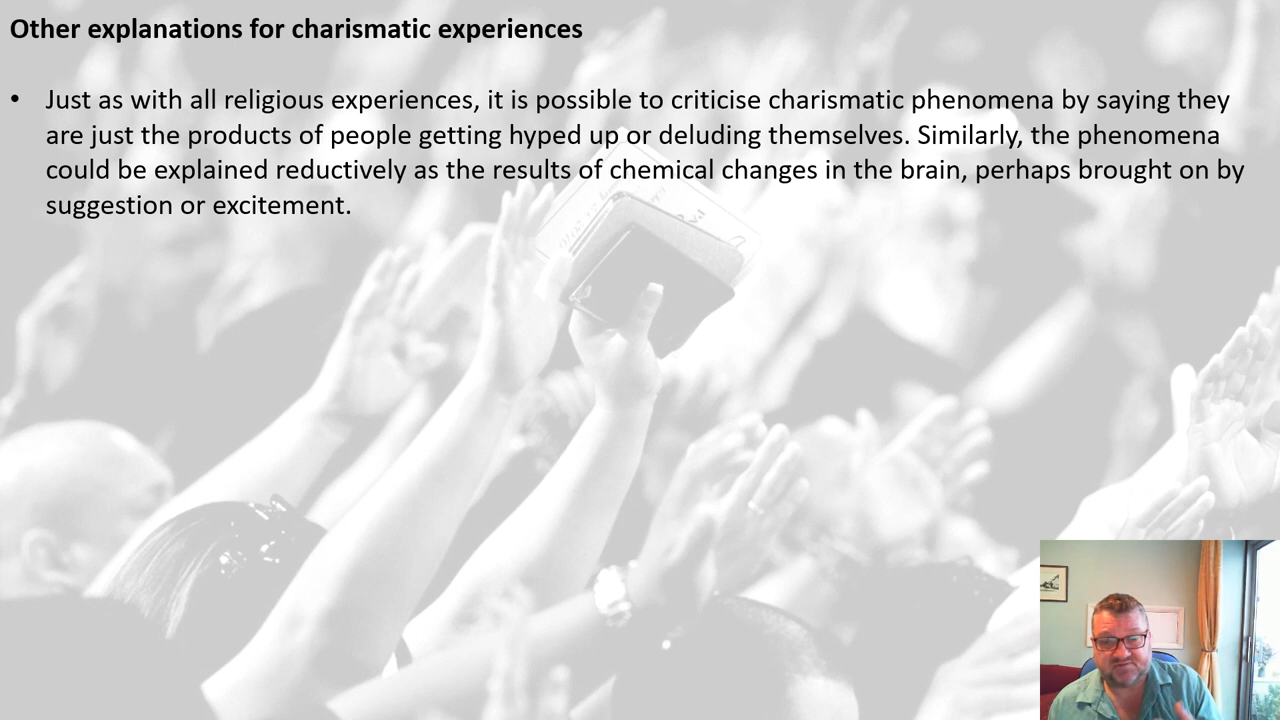 Other explanations for charismatic experiences
• Just as with all religious experiences, it is possible to criticise charismatic phenomena by saying they
are just the products of people getting hyped up or deluding themselves. Similarly, the phenomena
could be explained reductively as the results of chemical changes in the brain, perhaps brought on by
suggestion or excitement.